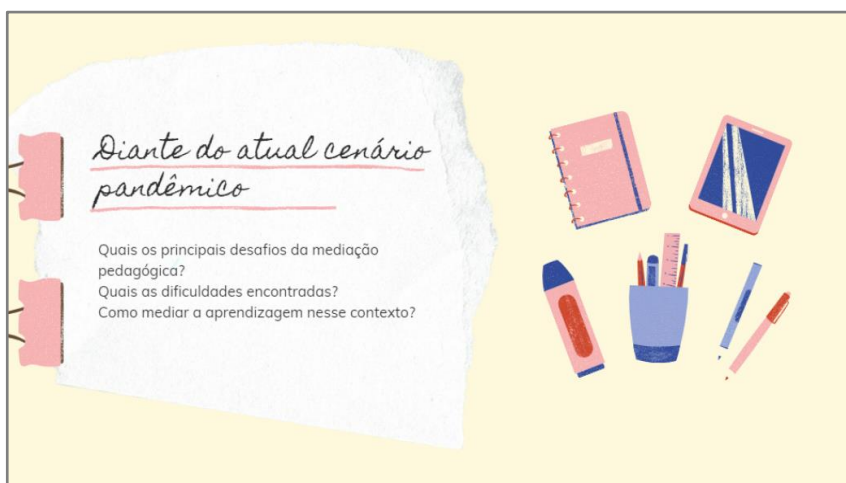 Diante do atual cenário
pandêmico
Quais os principais desafios da mediação
pedagógica?
Quais as dificuldades encontradas?
Como mediar a aprendizagem nesse contexto?